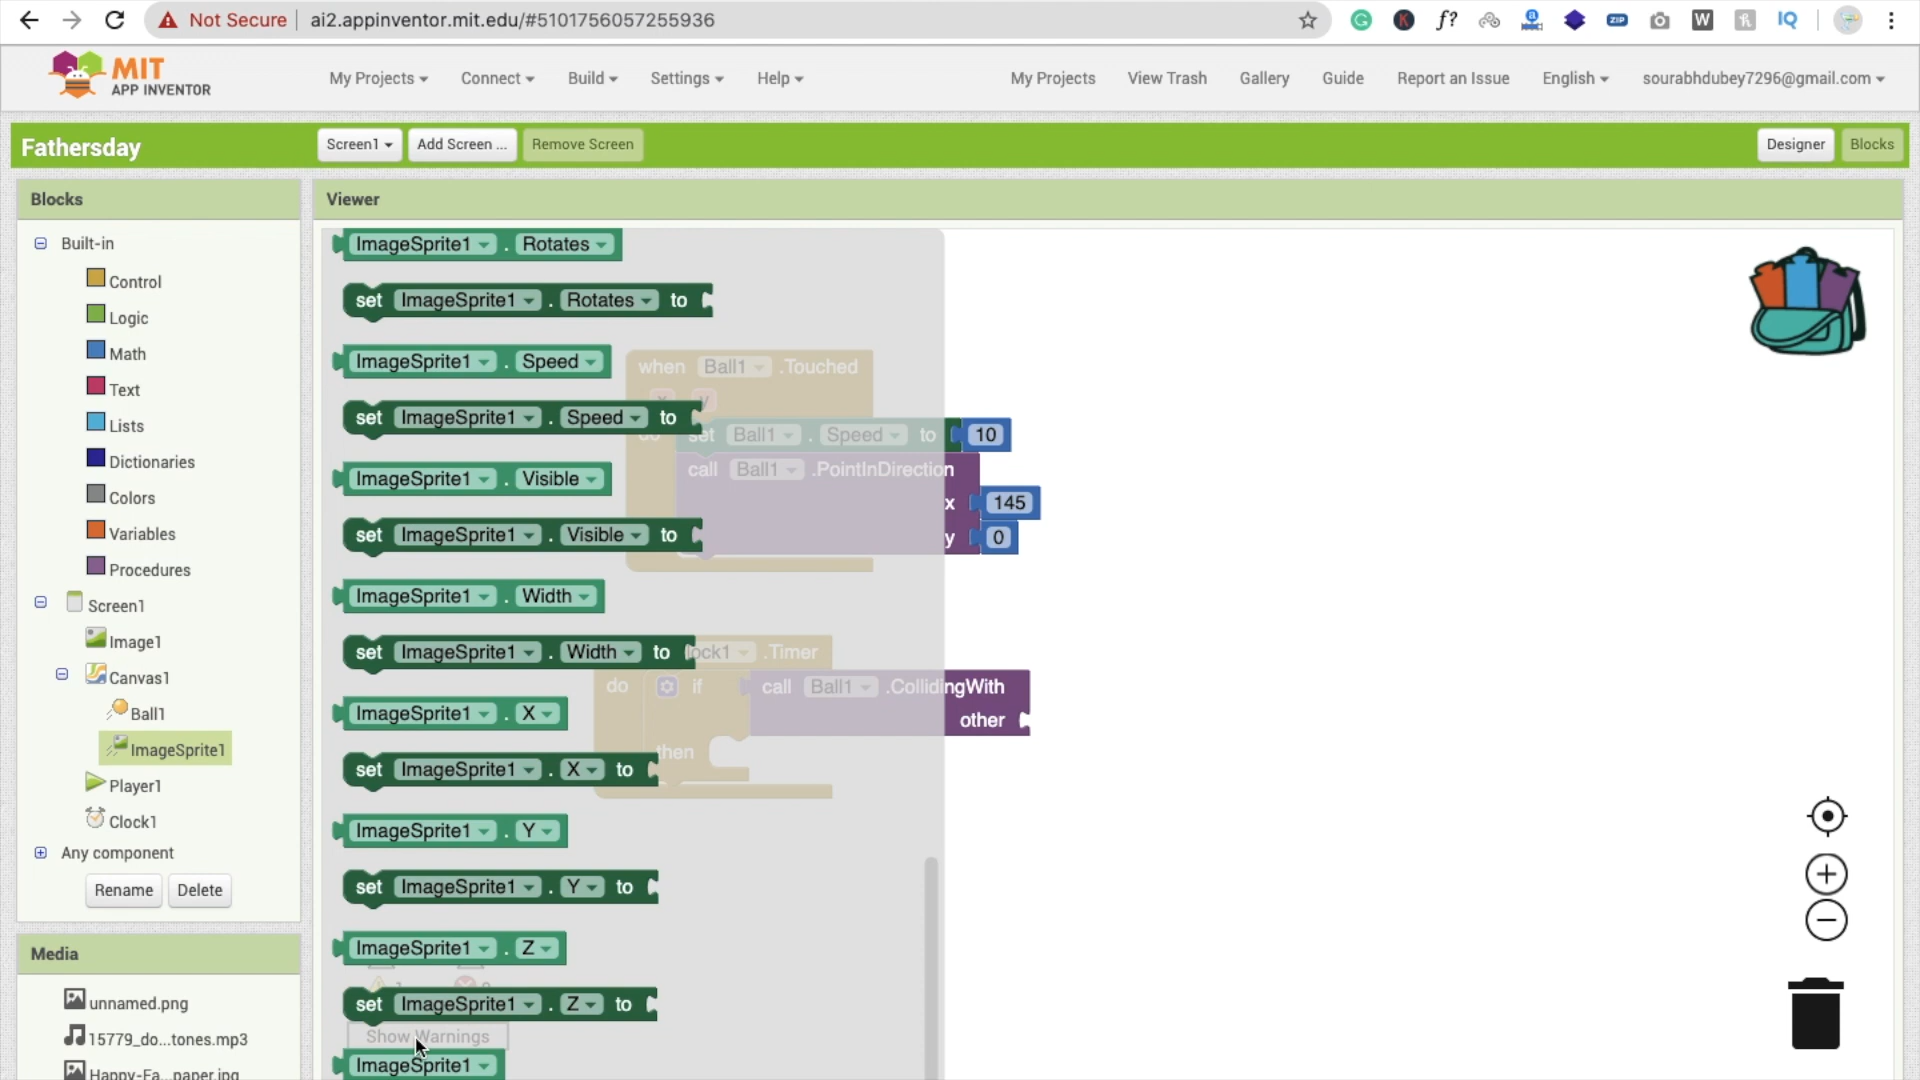 Not Secure ai2.appinventor.mit.edu/#5101756057255936
MIT
APP INVENTOR
My Projects Connect Build Settings Help My Projects View Trash Gallery Guide Report an Issue English sourabhdubey7296@gmail.com
Fathersday Screen1 Add Screen ... Remove Screen Designer Blocks
Blocks
Built-in
Control
Logic
Math
Text
Lists
Dictionaries
Colors
Variables
Procedures
Screen1
Image1
Canvas1
Ball1
ImageSprite1
Player1
Clock1
Any component
Rename Delete
Media
unnamed.png
15779_do...tones.mp3
Happy-Fa...paper.jpg
Viewer
ImageSprite1 . Rotates
set ImageSprite1 . Rotates to
ImageSprite1 . Speed
set ImageSprite1 . Speed to
ImageSprite1 . Visible
set ImageSprite1 . Visible to
ImageSprite1 . Width
set ImageSprite1 . Width to
ImageSprite1 . X
set ImageSprite1 . X to
ImageSprite1 . Y
set ImageSprite1 . Y to
ImageSprite1 . Z
set ImageSprite1 . Z to
Show Warnings
ImageSprite1
when Ball1 .Touched
x y
do set Ball1 . Speed to 10
call Ball1 .PointInDirection
x 145
y 0
lock1 .Timer
do if call Ball1 .CollidingWith
other
then